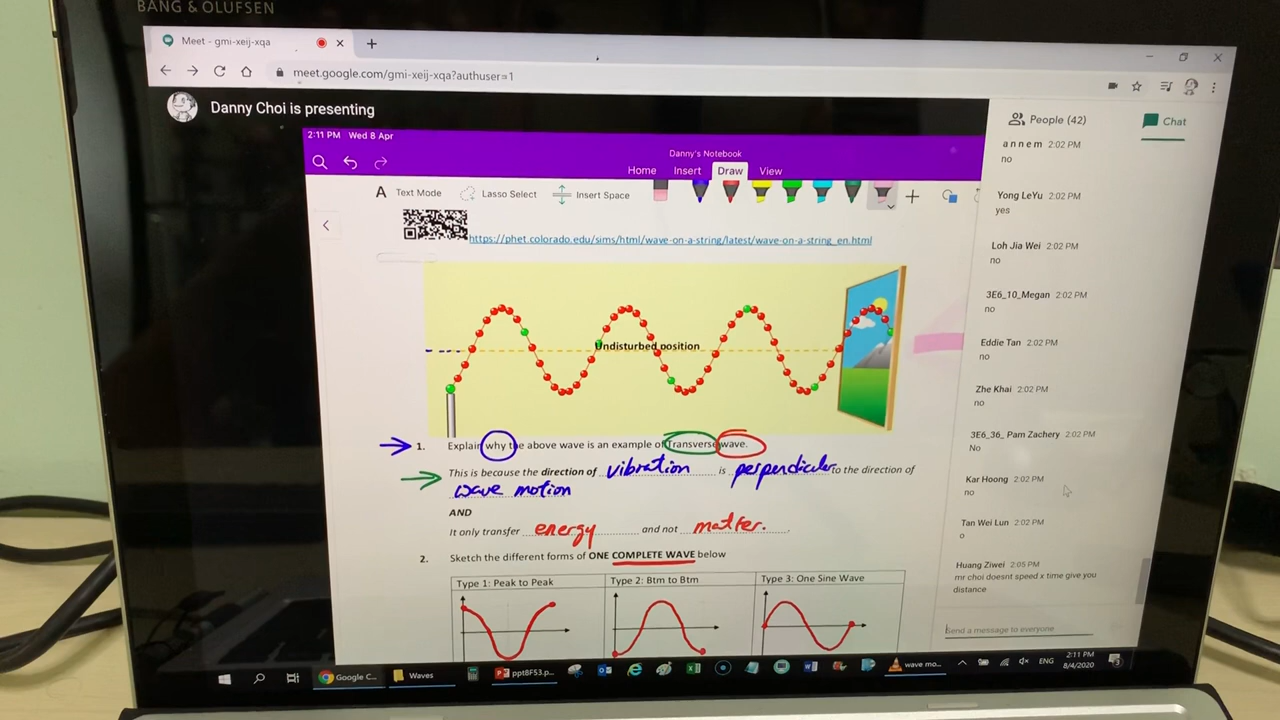 BANG & OLUFSEN
Meet - gmi-xeij-xqa
meet.google.com/gmi-xeij-xqa?authuser=1
Danny Choi is presenting
2:11 PM Wed 8 Apr
Danny's Notebook
Home Insert Draw View
A Text Mode Lasso Select Insert Space
https://phet.colorado.edu/sims/html/wave-on-a-string/latest/wave-on-a-string_en.html
Undisturbed position
1. Explain why the above wave is an example of Transverse wave.
This is because the direction of vibration is perpendicular to the direction of
wave motion
AND
It only transfer energy and not matter.
2. Sketch the different forms of ONE COMPLETE WAVE below
Type 1: Peak to Peak Type 2: Btm to Btm Type 3: One Sine Wave
People (42) Chat
a n n e m 2:02 PM
no
Yong LeYu 2:02 PM
yes
Loh Jia Wei 2:02 PM
no
3E6_10_Megan 2:02 PM
no
Eddie Tan 2:02 PM
no
Zhe Khai 2:02 PM
no
3E6_36_ Pam Zachery 2:02 PM
No
Kar Hoong 2:02 PM
no
Tan Wei Lun 2:02 PM
o
Huang Ziwei 2:05 PM
mr choi doesnt speed x time give you
distance
Send a message to everyone
Google C... Waves ppt8F53.p... wave mo... ENG 2:11 PM
8/4/2020